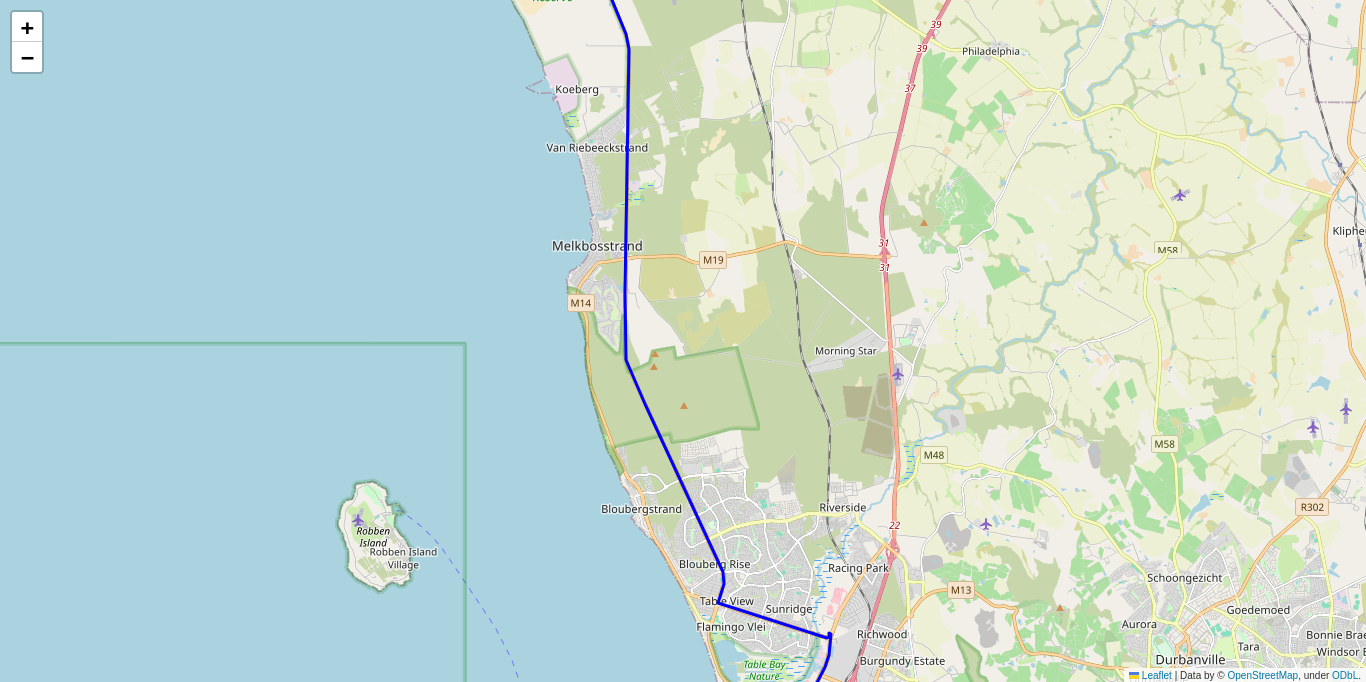 +
−
39
39
Philadelphia
37
Koeberg
Van Riebeeckstrand
Melkbosstrand
31
M19
31
M58
M14
Morning Star
M58
M48
Bloubergstrand
Riverside
R302
22
Robben
Island
Robben Island
Village
Blouberg Rise
Racing Park
Schoongezicht
M13
Table View
Sunridge
Goedemoed
Flamingo Vlei
Aurora
Richwood
Bonnie Brae
Tara
Windsor E
Table Bay
Nature
Burgundy Estate
Durbanville
Leaflet | Data by © OpenStreetMap, under ODbL.